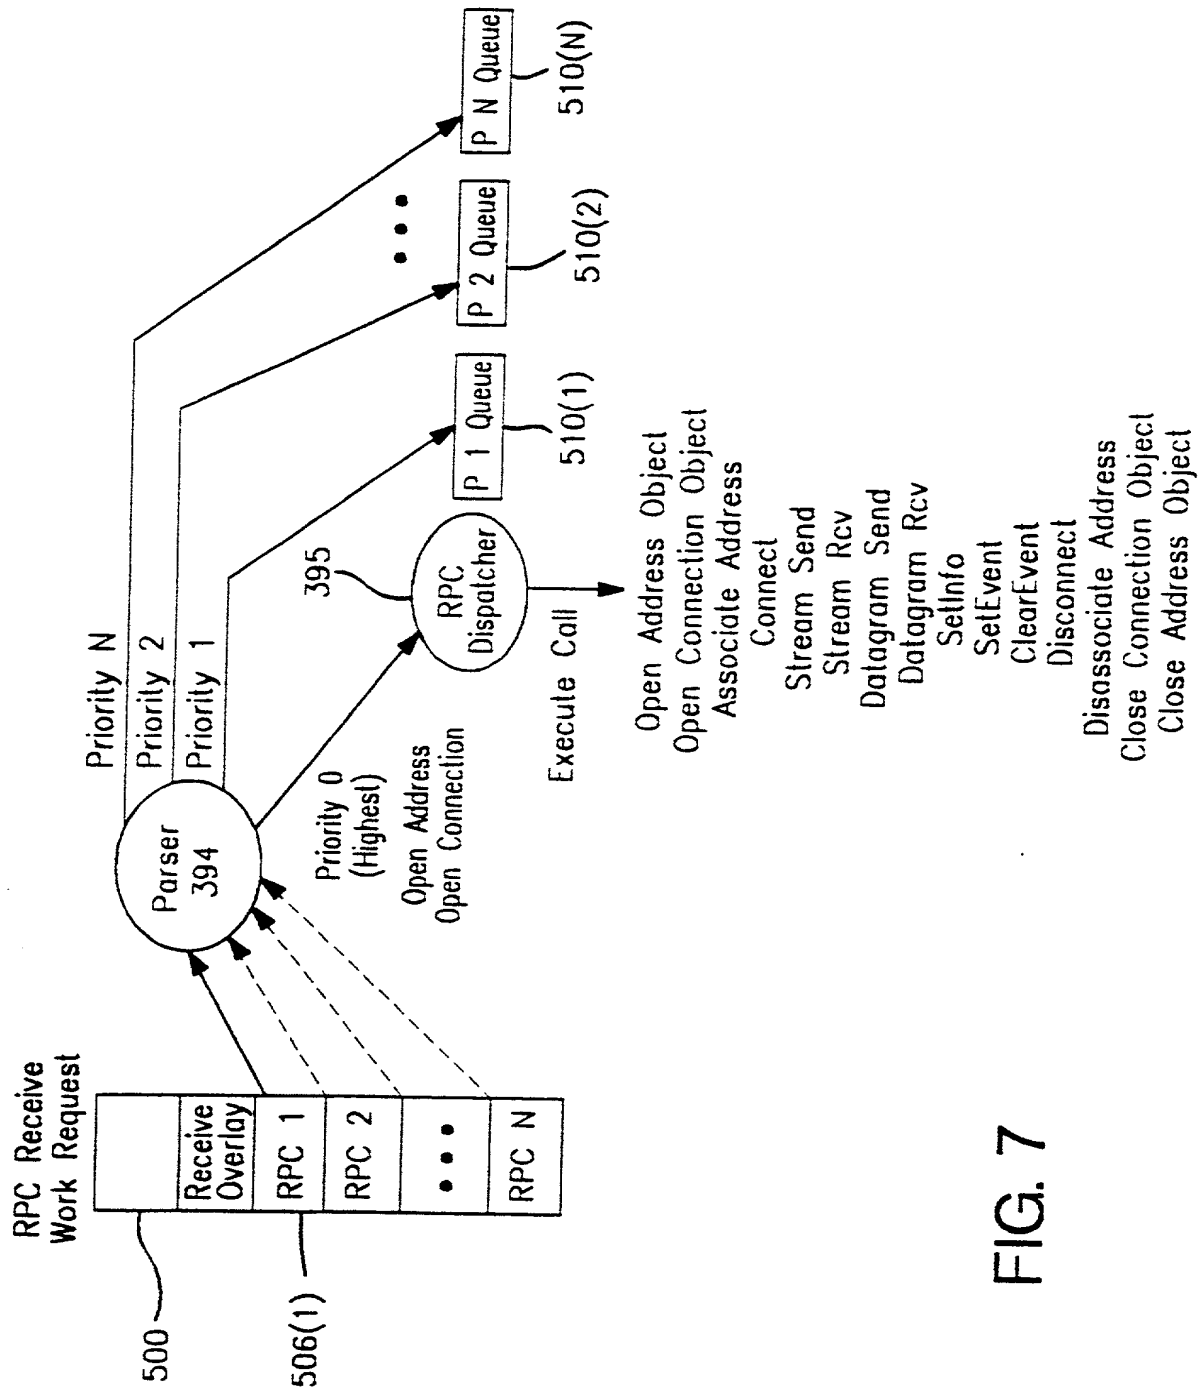 RPC Receive
Work Request
500
Receive
Overlay
506(1)
RPC 1
RPC 2
•••
RPC N
Parser
394
Priority N
Priority 2
Priority 1
Priority 0
(Highest)
Open Address
Open Connection
395
RPC
Dispatcher
P 1 Queue
510(1)
P 2 Queue
510(2)
•••
P N Queue
510(N)
Execute Call
Open Address Object
Open Connection Object
Associate Address
Connect
Stream Send
Stream Rcv
Datagram Send
Datagram Rcv
SetInfo
SetEvent
ClearEvent
Disconnect
Disassociate Address
Close Connection Object
Close Address Object
FIG. 7